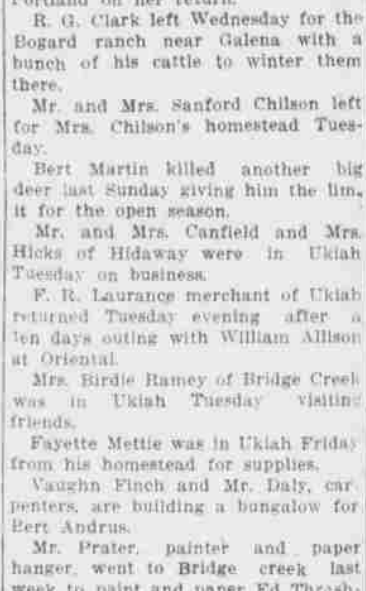 Portland on her return.
R. G. Clark left Wednesday for the
Bogard ranch near Galena with a
bunch of his cattle to winter them
there.
Mr. and Mrs. Sanford Chilson left
for Mrs. Chilson's homestead Tues-
day.
Bert Martin killed another big
deer last Sunday giving him the lim-
it for the open season.
Mr. and Mrs. Canfield and Mrs.
Hicks of Hidaway were in Ukiah
Tuesday on business.
F. R. Laurance merchant of Ukiah
returned Tuesday evening after a
ten days outing with William Allison
at Oriental.
Mrs. Birdie Ramey of Bridge Creek
was in Ukiah Tuesday visiting
friends.
Fayette Mettie was in Ukiah Friday
from his homestead for supplies.
Vaughn Finch and Mr. Daly, car-
penters, are building a bungalow for
Bert Andrus.
Mr. Prater, painter and paper
hanger, went to Bridge creek last
week to paint and paper Ed Thrash-